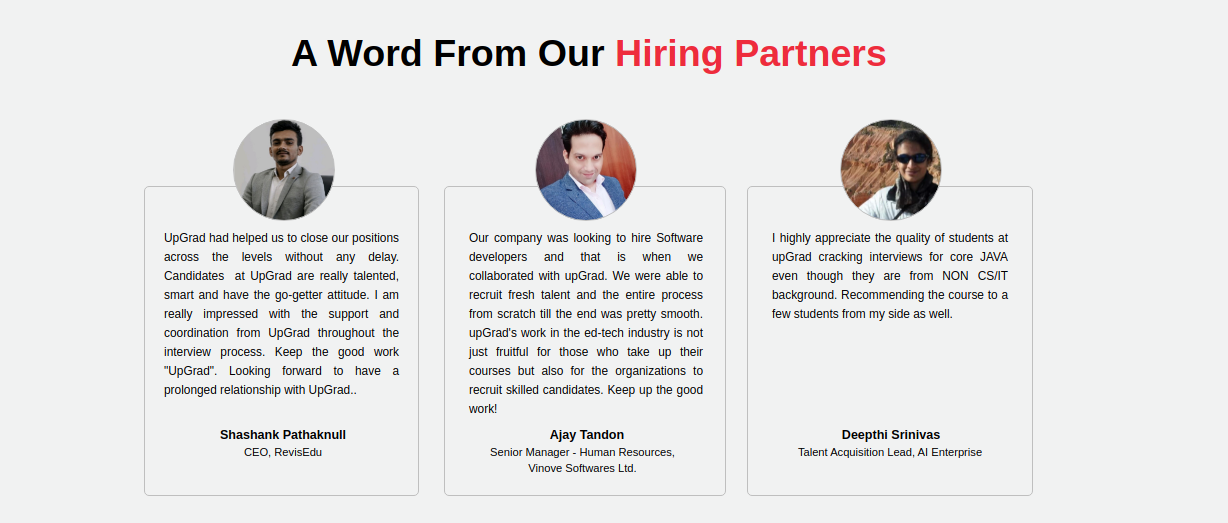 A Word From Our Hiring Partners
UpGrad had helped us to close our positions
across the levels without any delay.
Candidates at UpGrad are really talented,
smart and have the go-getter attitude. I am
really impressed with the support and
coordination from UpGrad throughout the
interview process. Keep the good work
"UpGrad". Looking forward to have a
prolonged relationship with UpGrad..
Shashank Pathaknull
CEO, RevisEdu
Our company was looking to hire Software
developers and that is when we
collaborated with upGrad. We were able to
recruit fresh talent and the entire process
from scratch till the end was pretty smooth.
upGrad's work in the ed-tech industry is not
just fruitful for those who take up their
courses but also for the organizations to
recruit skilled candidates. Keep up the good
work!
Ajay Tandon
Senior Manager - Human Resources,
Vinove Softwares Ltd.
I highly appreciate the quality of students at
upGrad cracking interviews for core JAVA
even though they are from NON CS/IT
background. Recommending the course to a
few students from my side as well.
Deepthi Srinivas
Talent Acquisition Lead, AI Enterprise